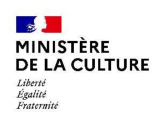 MINISTÈRE
DE LA CULTURE
Liberté
Égalité
Fraternité